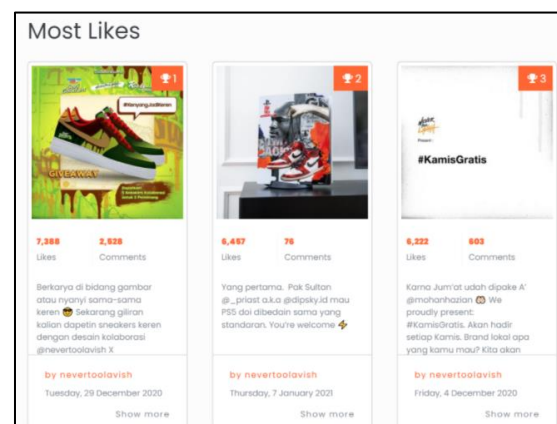 Most Likes
1
#KenyangJadiKeren
GIVEAWAY
7,388 2,528
Likes Comments
Berkarya di bidang gambar
atau nyanyi sama-sama
keren 😎 Sekarang giliran
kalian dapetin sneakers keren
dengan desain kolaborasi
@nevertoolavish X
by nevertoolavish
Tuesday, 29 December 2020
Show more
2
6,457 76
Likes Comments
Yang pertama. Pak Sultan
@_priast a.k.a @dipsky.id mau
PS5 doi dibedain sama yang
standaran. You're welcome ⚡
by nevertoolavish
Thursday, 7 January 2021
Show more
3
Present :
#KamisGratis
6,222 603
Likes Comments
Karna Jum'at udah dipake A'
@mohanhazian We
proudly present:
#KamisGratis. Akan hadir
setiap Kamis. Brand lokal apa
yang kamu mau? Kita akan
by nevertoolavish
Friday, 4 December 2020
Show more